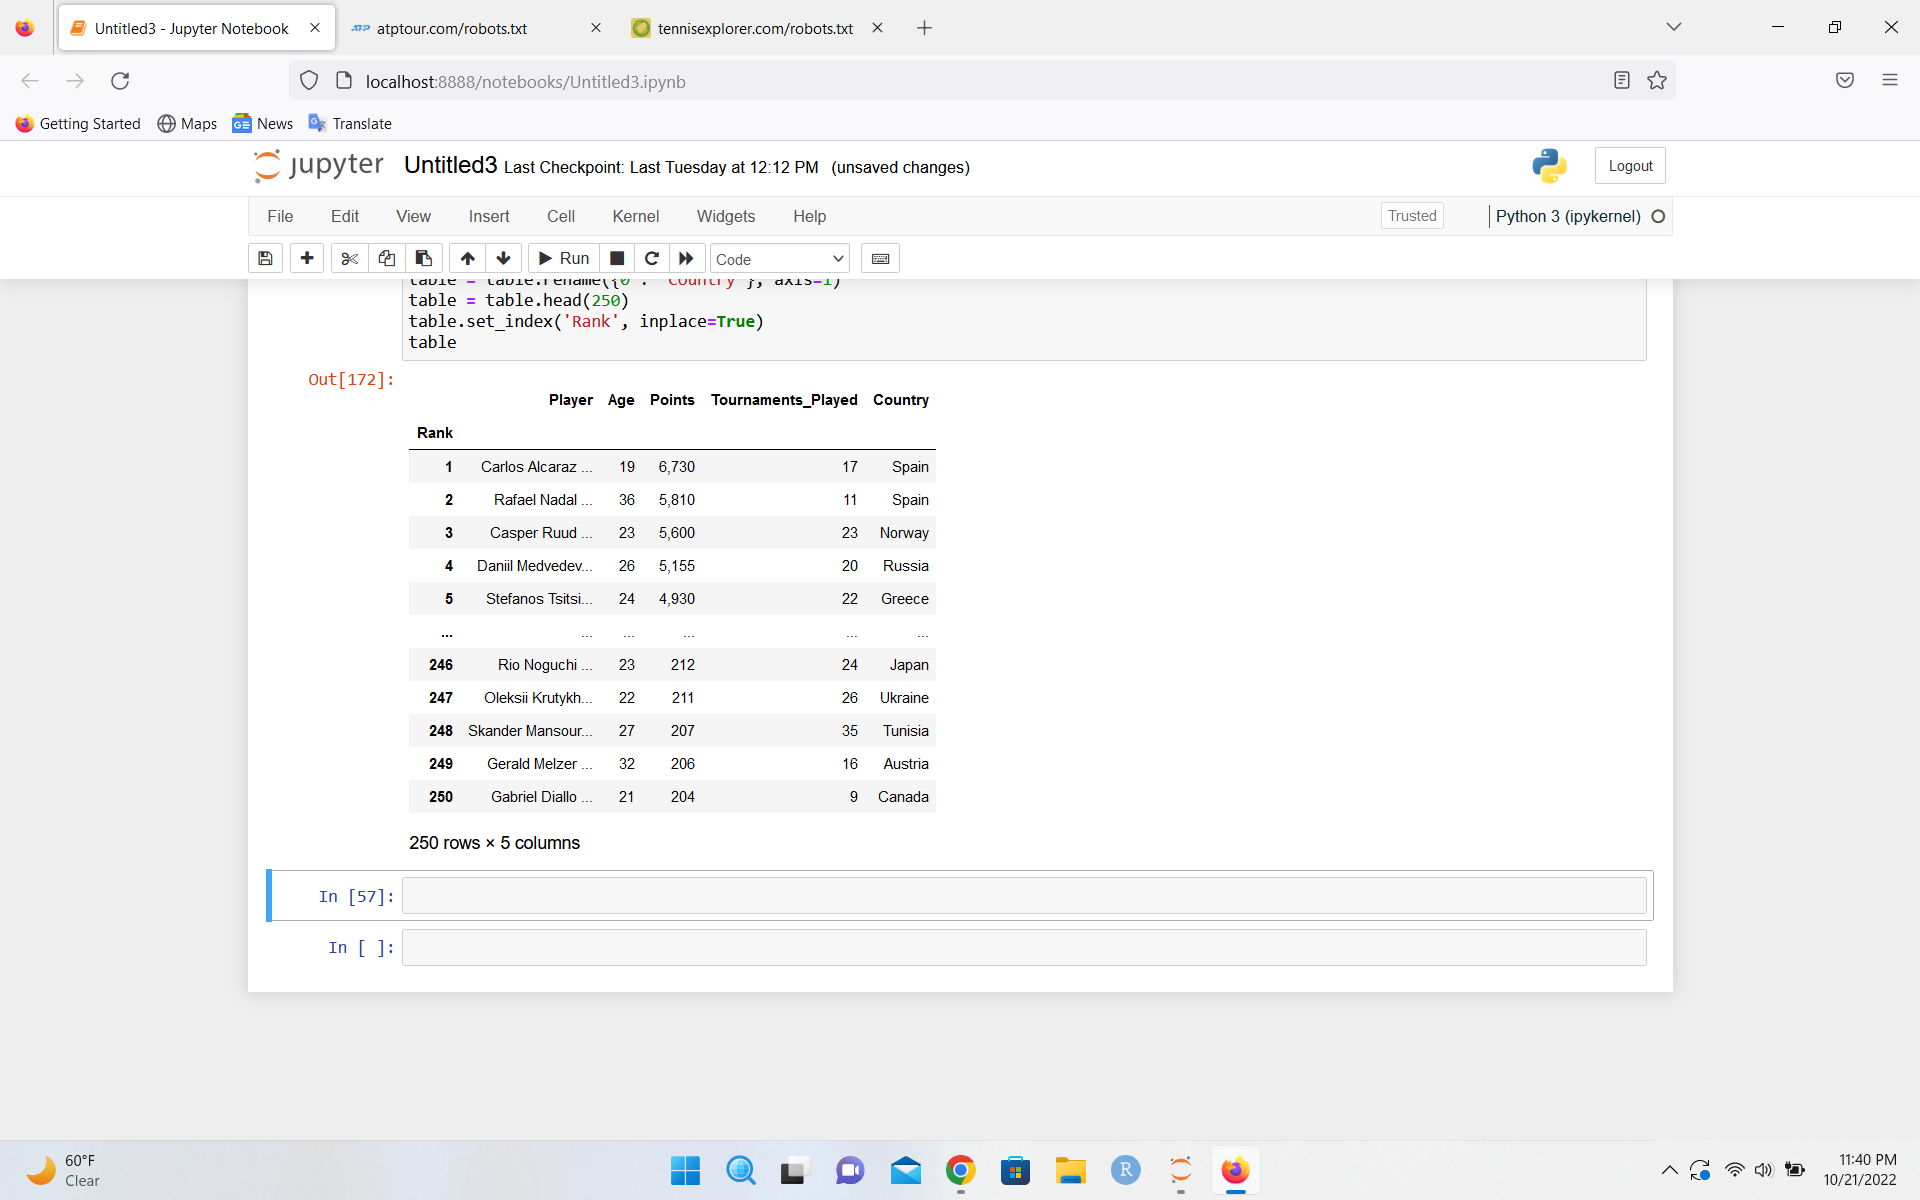 Untitled3 - Jupyter Notebook
atptour.com/robots.txt
tennisexplorer.com/robots.txt
localhost:8888/notebooks/Untitled3.ipynb
Getting Started Maps News Translate
jupyter Untitled3 Last Checkpoint: Last Tuesday at 12:12 PM (unsaved changes) Logout
File Edit View Insert Cell Kernel Widgets Help Trusted Python 3 (ipykernel)
Run Code
table = table.rename({0 : "Country"}, axis=1)
table = table.head(250)
table.set_index('Rank', inplace=True)
table
Out[172]:
Player Age Points Tournaments_Played Country
Rank
1 Carlos Alcaraz ... 19 6,730 17 Spain
2 Rafael Nadal ... 36 5,810 11 Spain
3 Casper Ruud ... 23 5,600 23 Norway
4 Daniil Medvedev... 26 5,155 20 Russia
5 Stefanos Tsitsi... 24 4,930 22 Greece
... ... ... ... ... ...
246 Rio Noguchi ... 23 212 24 Japan
247 Oleksii Krutykh... 22 211 26 Ukraine
248 Skander Mansour... 27 207 35 Tunisia
249 Gerald Melzer ... 32 206 16 Austria
250 Gabriel Diallo ... 21 204 9 Canada
250 rows × 5 columns
In [57]:
In [ ]:
60°F
Clear
11:40 PM
10/21/2022